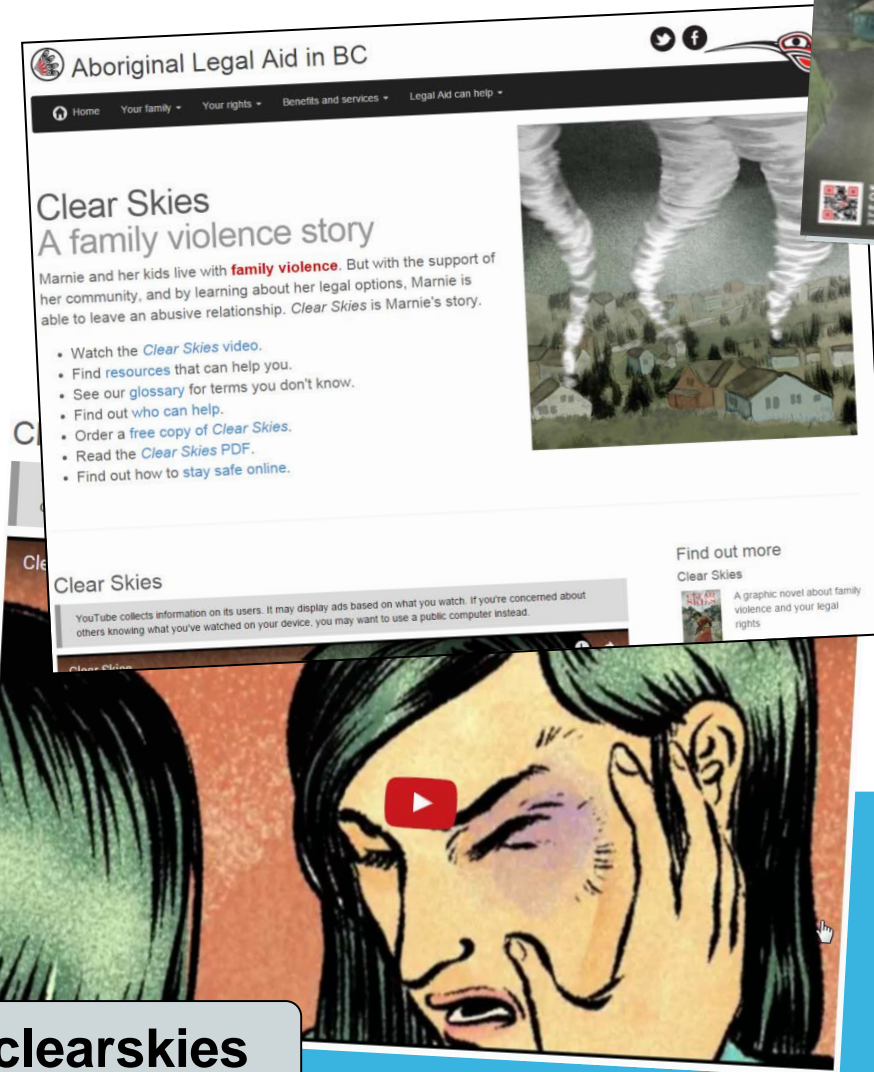 Aboriginal Legal Aid in BC
Home Your family Your rights Benefits and services Legal Aid can help
Clear Skies
A family violence story
Marnie and her kids live with family violence. But with the support of
her community, and by learning about her legal options, Marnie is
able to leave an abusive relationship. Clear Skies is Marnie's story.
• Watch the Clear Skies video.
• Find resources that can help you.
• See our glossary for terms you don't know.
• Find out who can help.
• Order a free copy of Clear Skies.
• Read the Clear Skies PDF.
• Find out how to stay safe online.
Clear Skies
YouTube collects information on its users. It may display ads based on what you watch. If you're concerned about
others knowing what you've watched on your device, you may want to use a public computer instead.
Clear Skies
Find out more
Clear Skies
CLEAR
SKIES
A graphic novel about family
violence and your legal
rights
Cl
Cle
clearskies